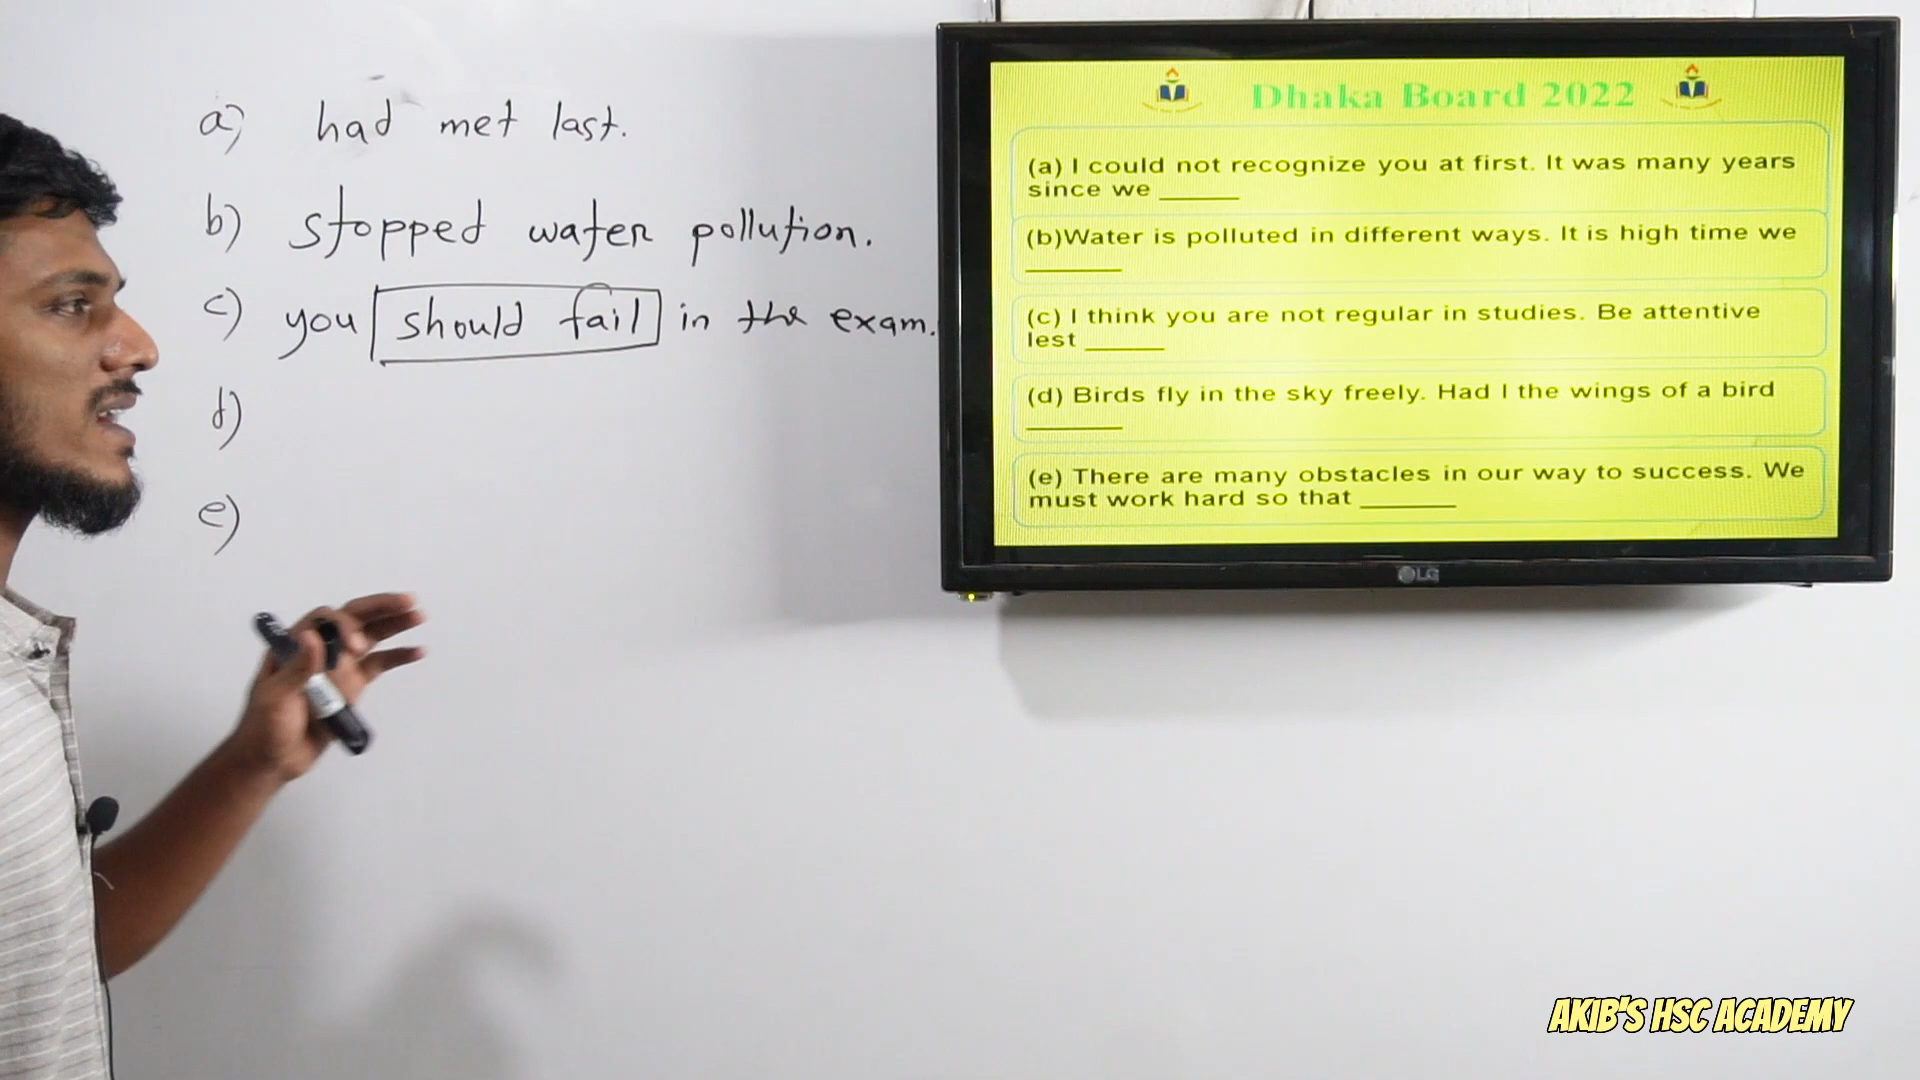 a) had met last.
b) stopped water pollution.
c) you should fail in the exam.
d)
e)
Dhaka Board 2022
(a) I could not recognize you at first. It was many years
since we ______
(b)Water is polluted in different ways. It is high time we
______
(c) I think you are not regular in studies. Be attentive
lest ______
(d) Birds fly in the sky freely. Had I the wings of a bird
______
(e) There are many obstacles in our way to success. We
must work hard so that ______
LG
AKIB'S HSC ACADEMY